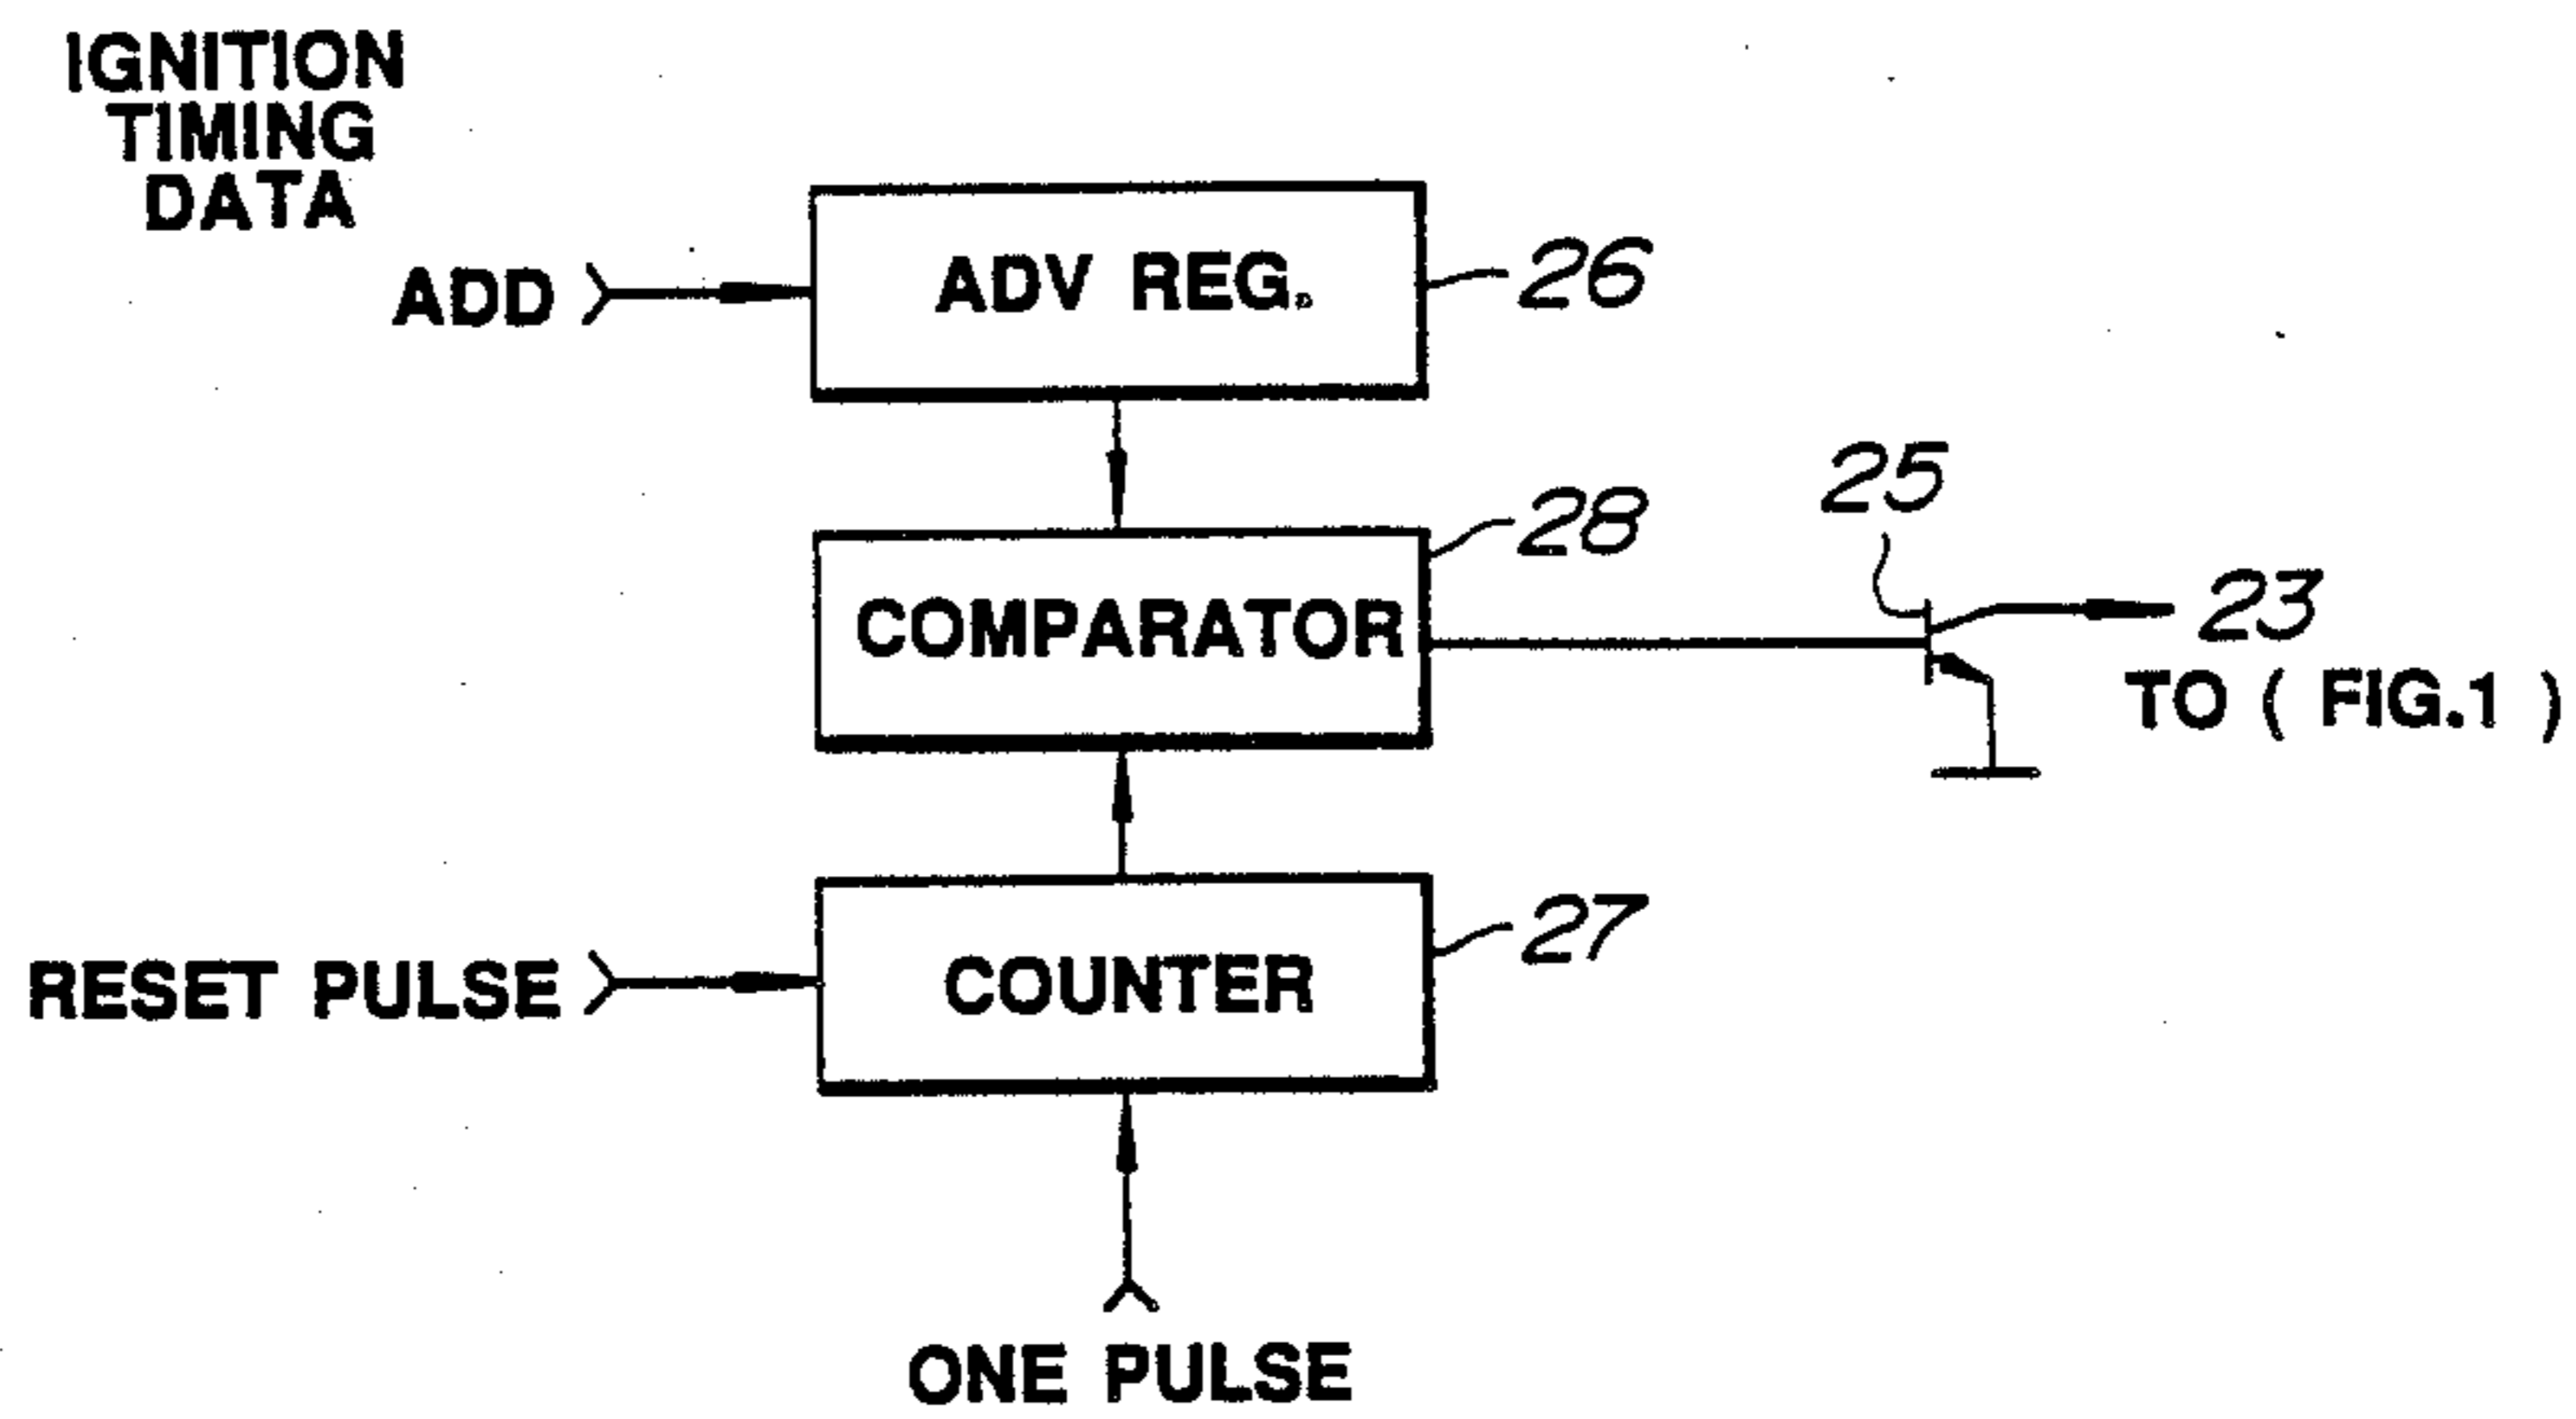 IGNITION
TIMING
DATA
ADD
ADV REG.
26
28
25
COMPARATOR
23
TO ( FIG.1 )
27
RESET PULSE
COUNTER
ONE PULSE